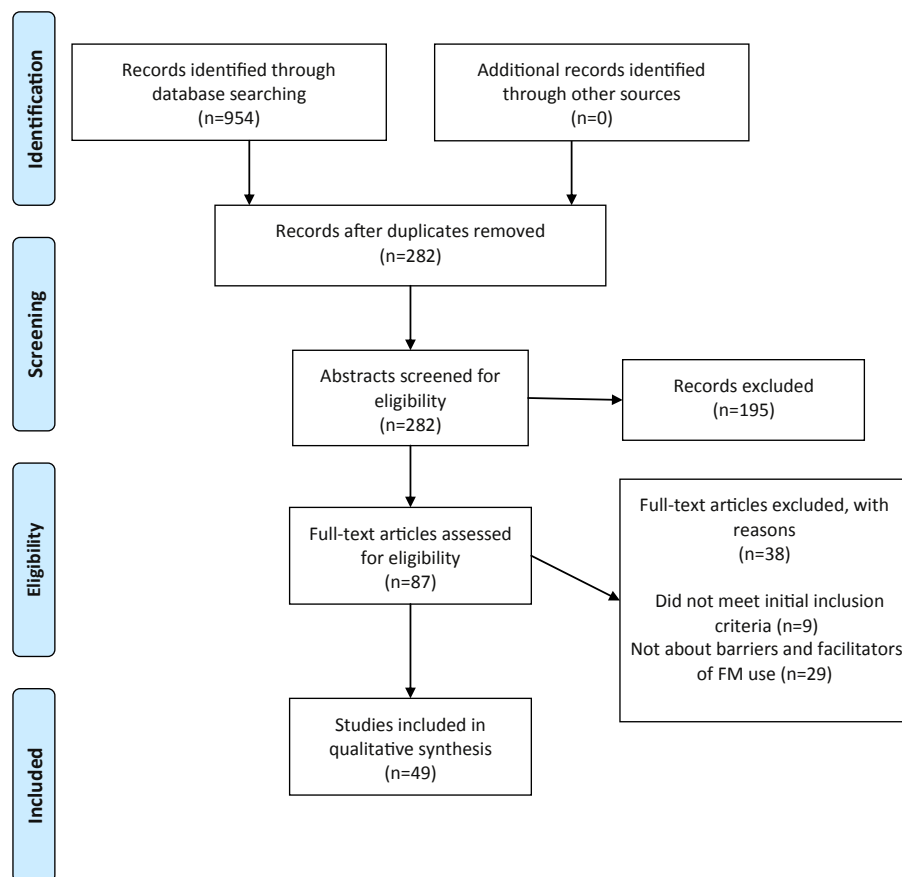 Identification
Records identified through
database searching
(n=954)
Additional records identified
through other sources
(n=0)
Records after duplicates removed
(n=282)
Screening
Abstracts screened for
eligibility
(n=282)
Records excluded
(n=195)
Eligibility
Full-text articles assessed
for eligibility
(n=87)
Full-text articles excluded, with
reasons
(n=38)
Did not meet initial inclusion
criteria (n=9)
Not about barriers and facilitators
of FM use (n=29)
Included
Studies included in
qualitative synthesis
(n=49)